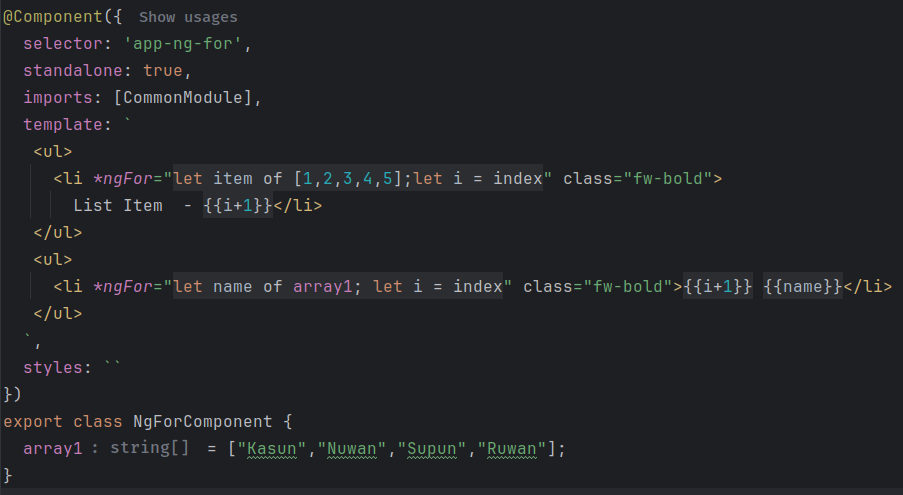 @Component({ Show usages
  selector: 'app-ng-for',
  standalone: true,
  imports: [CommonModule],
  template: `
   <ul>
     <li *ngFor="let item of [1,2,3,4,5];let i = index" class="fw-bold">
       List Item  - {{i+1}}</li>
   </ul>
   <ul>
     <li *ngFor="let name of array1; let i = index" class="fw-bold">{{i+1}} {{name}}</li>
   </ul>
  `,
  styles: ``
})
export class NgForComponent {
  array1 : string[] = ["Kasun","Nuwan","Supun","Ruwan"];
}